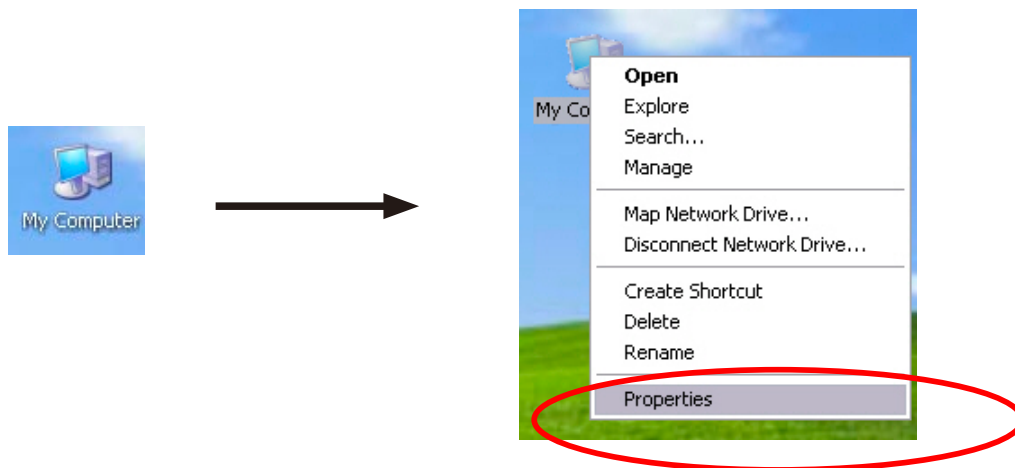 My Computer
My Co
Open
Explore
Search...
Manage
Map Network Drive...
Disconnect Network Drive...
Create Shortcut
Delete
Rename
Properties